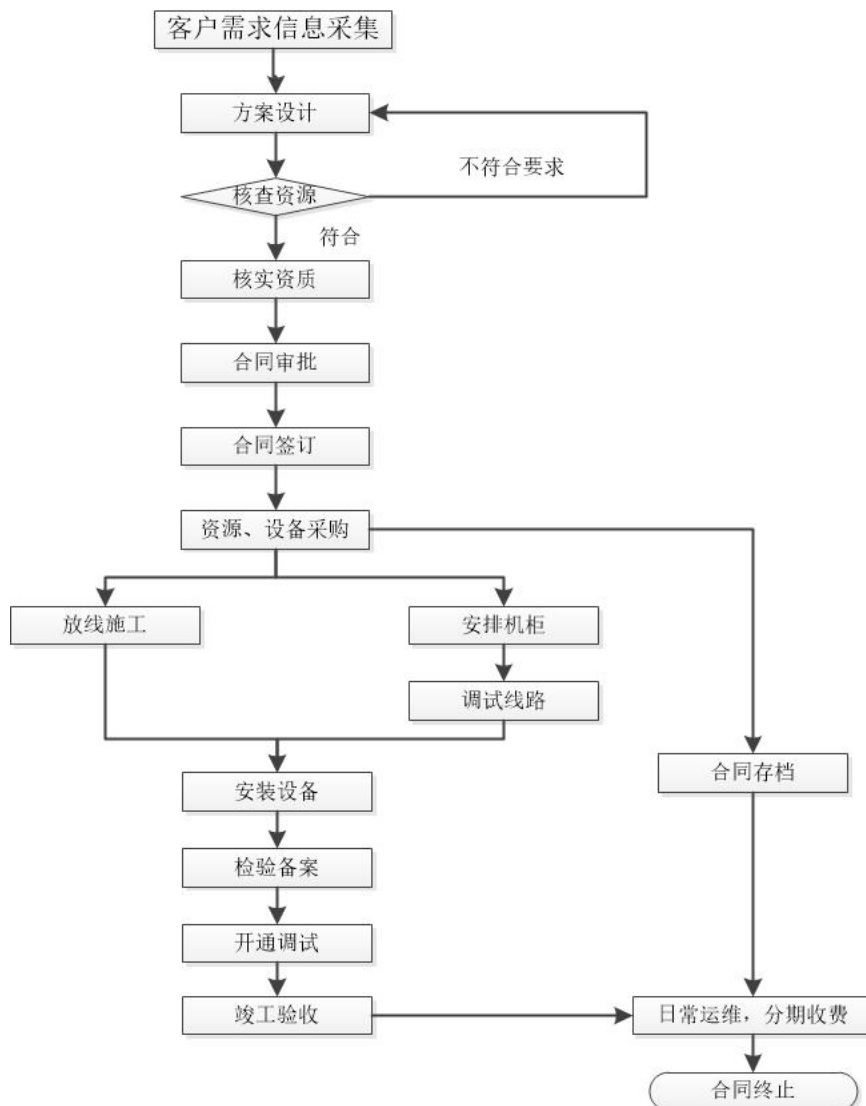 客户需求信息采集
方案设计
不符合要求
核查资源
符合
核实资质
合同审批
合同签订
资源、设备采购
放线施工
安排机柜
调试线路
合同存档
安装设备
检验备案
开通调试
竣工验收
日常运维，分期收费
合同终止